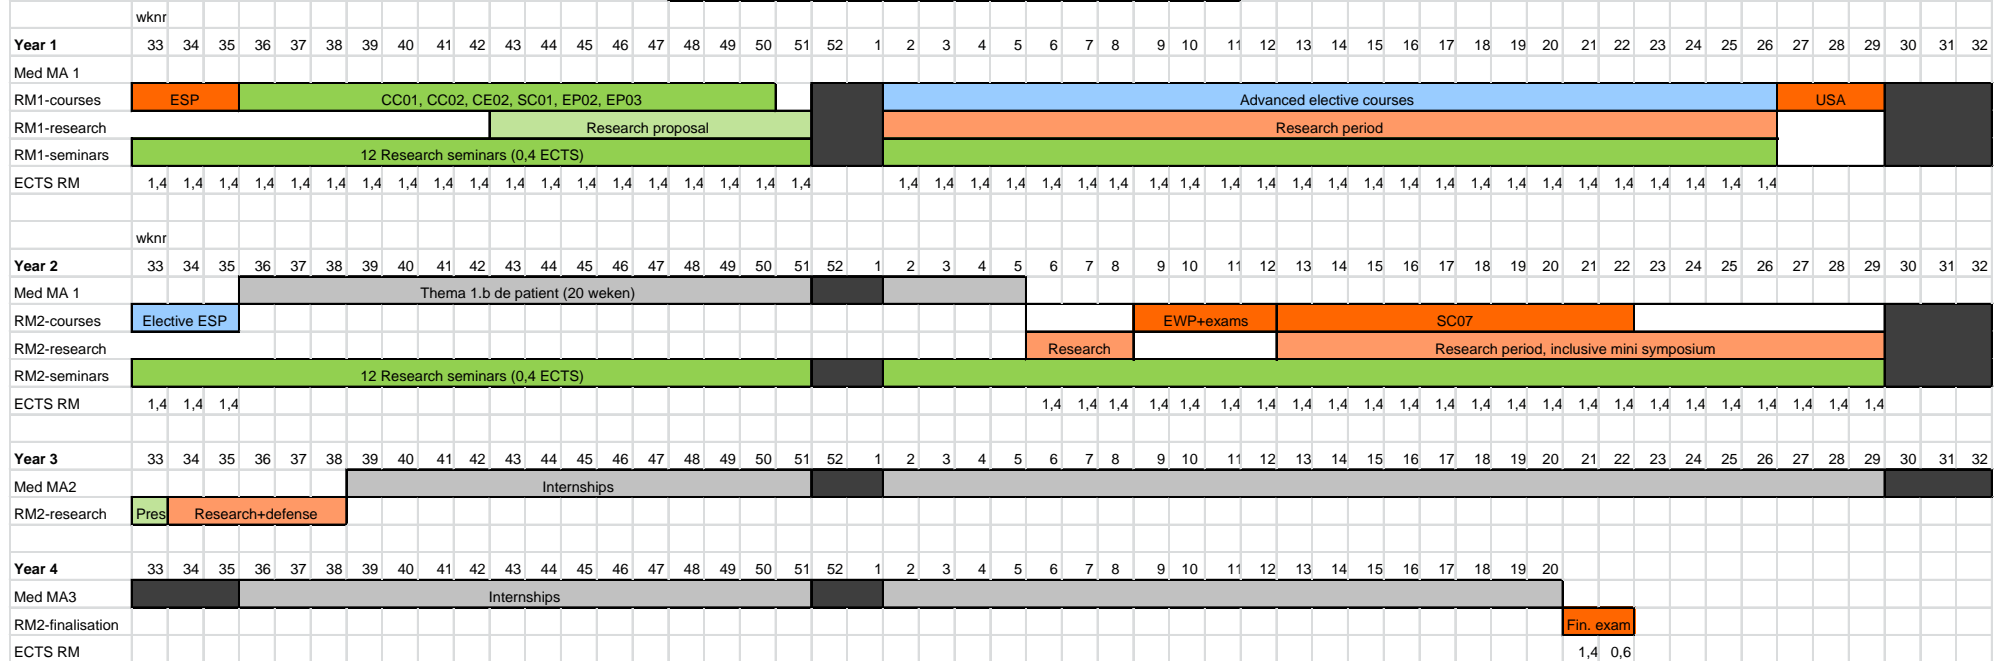 wknr
Year 1 33 34 35 36 37 38 39 40 41 42 43 44 45 46 47 48 49 50 51 52 1 2 3 4 5 6 7 8 9 10 11 12 13 14 15 16 17 18 19 20 21 22 23 24 25 26 27 28 29 30 31 32
Med MA 1
RM1-courses ESP CC01, CC02, CE02, SC01, EP02, EP03 Advanced elective courses USA
RM1-research Research proposal Research period
RM1-seminars 12 Research seminars (0,4 ECTS)
ECTS RM 1,4 1,4 1,4 1,4 1,4 1,4 1,4 1,4 1,4 1,4 1,4 1,4 1,4 1,4 1,4 1,4 1,4 1,4 1,4 1,4 1,4 1,4 1,4 1,4 1,4 1,4 1,4 1,4 1,4 1,4 1,4 1,4 1,4 1,4 1,4 1,4 1,4 1,4 1,4 1,4 1,4 1,4 1,4 1,4
wknr
Year 2 33 34 35 36 37 38 39 40 41 42 43 44 45 46 47 48 49 50 51 52 1 2 3 4 5 6 7 8 9 10 11 12 13 14 15 16 17 18 19 20 21 22 23 24 25 26 27 28 29 30 31 32
Med MA 1 Thema 1.b de patient (20 weken)
RM2-courses Elective ESP EWP+exams SC07
RM2-research Research Research period, inclusive mini symposium
RM2-seminars 12 Research seminars (0,4 ECTS)
ECTS RM 1,4 1,4 1,4 1,4 1,4 1,4 1,4 1,4 1,4 1,4 1,4 1,4 1,4 1,4 1,4 1,4 1,4 1,4 1,4 1,4 1,4 1,4 1,4 1,4 1,4 1,4 1,4
Year 3 33 34 35 36 37 38 39 40 41 42 43 44 45 46 47 48 49 50 51 52 1 2 3 4 5 6 7 8 9 10 11 12 13 14 15 16 17 18 19 20 21 22 23 24 25 26 27 28 29 30 31 32
Med MA2 Internships
RM2-research Pres Research+defense
Year 4 33 34 35 36 37 38 39 40 41 42 43 44 45 46 47 48 49 50 51 52 1 2 3 4 5 6 7 8 9 10 11 12 13 14 15 16 17 18 19 20
Med MA3 Internships
RM2-finalisation Fin. exam
ECTS RM 1,4 0,6